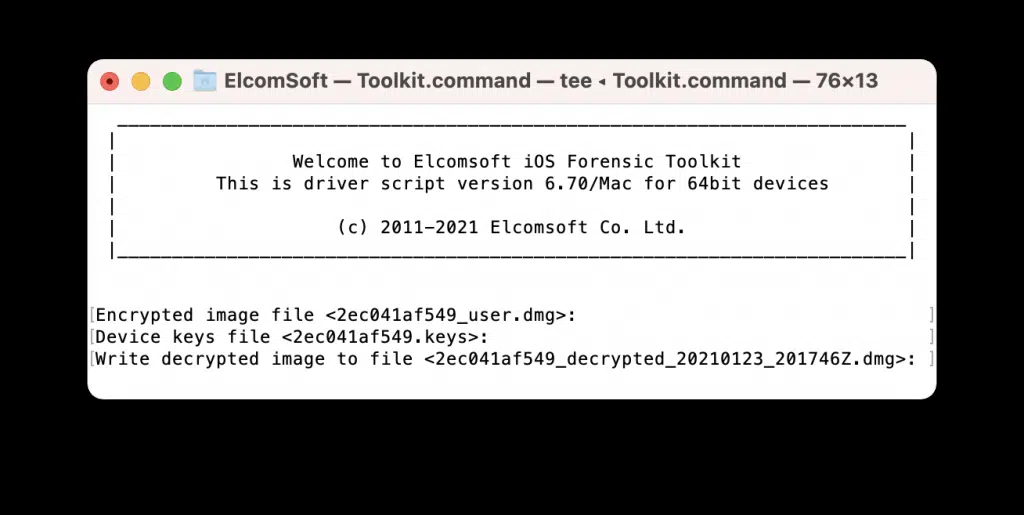 ElcomSoft — Toolkit.command — tee ◂ Toolkit.command — 76×13
Welcome to Elcomsoft iOS Forensic Toolkit
This is driver script version 6.70/Mac for 64bit devices
(c) 2011-2021 Elcomsoft Co. Ltd.
[Encrypted image file <2ec041af549_user.dmg>: ]
[Device keys file <2ec041af549.keys>: ]
[Write decrypted image to file <2ec041af549_decrypted_20210123_201746Z.dmg>: ]